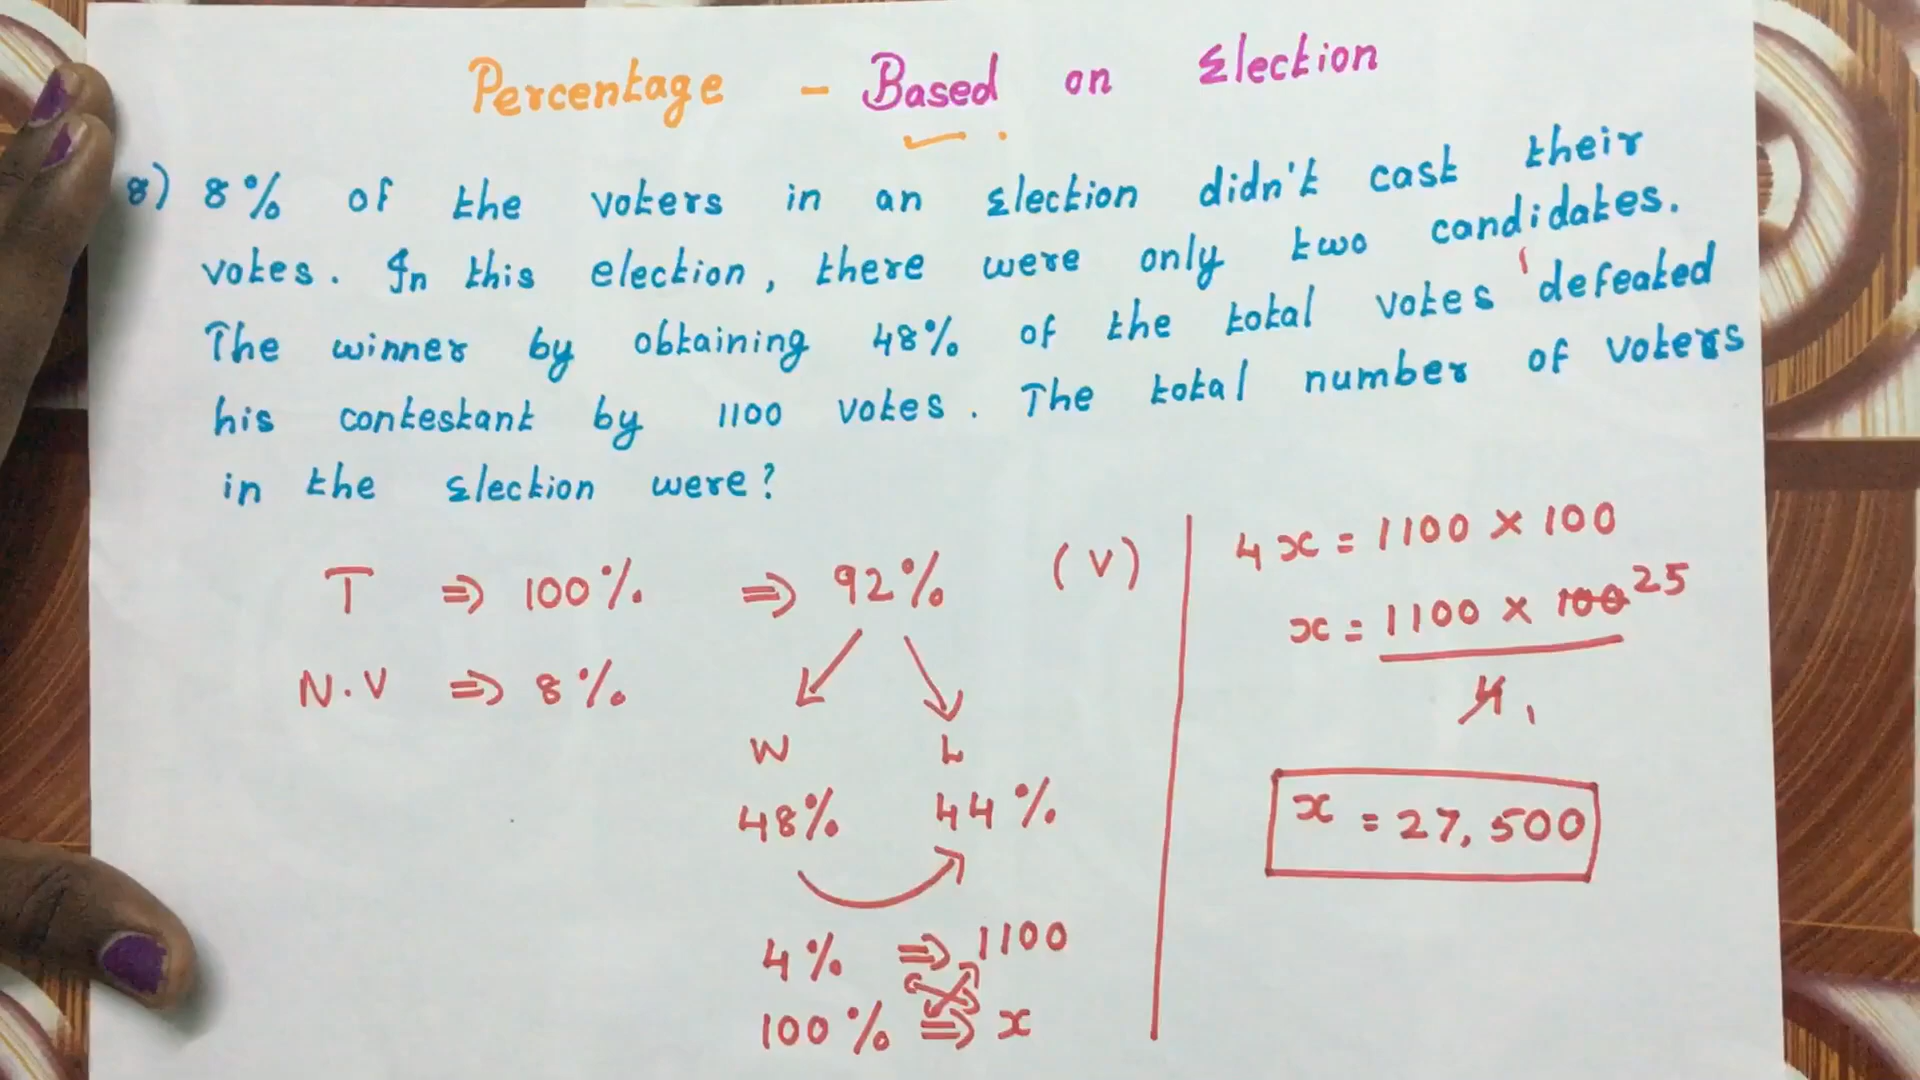 Percentage - Based on Election
8) 8% of the voters in an Election didn't cast their
votes. In this election, there were only two candidates.
The winner by obtaining 48% of the total votes defeated
his contestant by 1100 votes. The total number of voters
in the Election were?
T ⇒ 100% ⇒ 92% (V)
N.V ⇒ 8%
W L
48% 44%
4% ⇒ 1100
100% ⇒ x
4x = 1100 × 100
x = 1100 × 100 25
4 1
x = 27,500